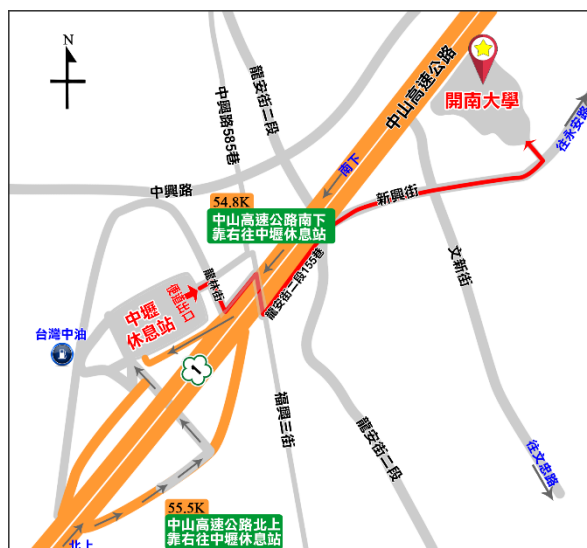 N
中山高速公路
開南大學
往永安路
龍安街二段
中興路585巷
南下
中興路
新興街
54.8K
中山高速公路南下
靠右往中壢休息站
文新街
龍林街
便道出口
中壢
休息站
龍安街二段155巷
台灣中油
1
福興三街
龍安街二段
往文忠路
55.5K
中山高速公路北上
靠右往中壢休息站
北上